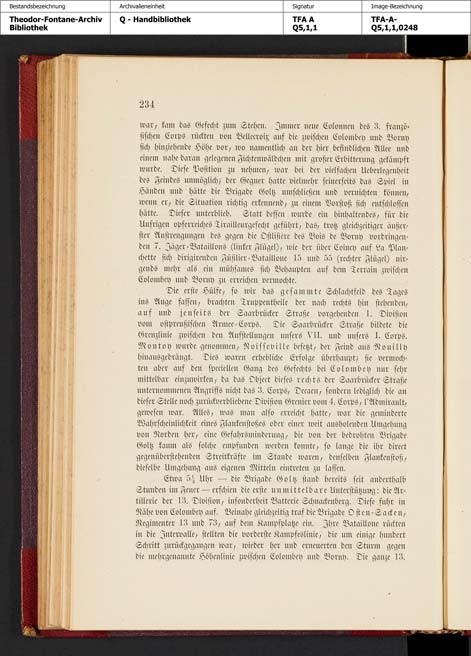 Bestandsbezeichnung
Archivalieneinheit
Signatur
Image-Bezeichnung
Theodor-Fontane-Archiv
Bibliothek
Q - Handbibliothek
TFA A
Q5,1,1
TFA-A-
Q5,1,1,0248
234
war, kam das Gefecht zum Stehen. Immer neue Colonnen des 3. franzö-
sischen Corps rückten von Bellecroix auf die zwischen Colombey und Borny
sich hinziehende Höhe vor, wo namentlich an der hier befindlichen Allee und
einem nahe daran gelegenen Fichtenwäldchen mit großer Erbitterung gekämpft
wurde. Diese Position zu nehmen, war bei der vielfachen Ueberlegenheit
des Feindes unmöglich; der Gegner hatte vielmehr seinerseits das Spiel in
Händen und hätte die Brigade Goltz umschließen und vernichten können,
wenn er, die Situation richtig erkennend, zu einem Vorstoß sich entschlossen
hätte. Dieser unterblieb. Statt dessen wurde ein hinhaltendes, für die
Unsrigen opferreiches Tirailleurgefecht geführt, das, trotz gleichzeitiger äußer-
ster Anstrengungen des gegen die Ostlisière des Bois de Borny vordringen-
den 7. Jäger-Bataillons (linker Flügel), wie der über Coincy auf La Plan-
chette sich dirigirenden Füsilier-Bataillone 15 und 55 (rechter Flügel) nir-
gends mehr als ein mühsames sich Behaupten auf dem Terrain zwischen
Colombey und Borny zu erreichen vermochte.
Die erste Hülfe, so wir das gesammte Schlachtfeld des Tages
ins Auge fassen, brachten Truppentheile der nach rechts hin stehenden,
auf und jenseits der Saarbrücker Straße vorgehenden 1. Division
vom ostpreußischen Armee-Corps. Die Saarbrücker Straße bildete die
Grenzlinie zwischen den Aufstellungen unsers VII. und unsers I. Corps.
Montoy wurde genommen, Noisseville besetzt, der Feind aus Nouilly
hinausgedrängt. Dies waren erhebliche Erfolge überhaupt; sie vermoch-
ten aber auf den speciellen Gang des Gefechts bei Colombey nur sehr
mittelbar einzuwirken, da das Object dieses rechts der Saarbrücker Straße
unternommenen Angriffs nicht das 3. Corps, Decaen, sondern lediglich die an
dieser Stelle noch zurückverbliebene Division Grenier vom 4. Corps, l'Admirault,
gewesen war. Alles, was man also erreicht hatte, war die geminderte
Wahrscheinlichkeit eines Flankenstoßes oder einer weit ausholenden Umgehung
von Norden her, eine Gefahrsminderung, die von der bedrohten Brigade
Goltz kaum als solche empfunden werden konnte, so lange die ihr direct
gegenüberstehenden Streitkräfte im Stande waren, denselben Flankenstoß,
dieselbe Umgehung aus eigenen Mitteln eintreten zu lassen.
Etwa 5½ Uhr — die Brigade Goltz stand bereits seit anderthalb
Stunden im Feuer — erschien die erste unmittelbare Unterstützung: die Ar-
tillerie der 13. Division, insonderheit Batterie Schnackenberg. Diese fuhr in
Nähe von Colombey auf. Beinahe gleichzeitig traf die Brigade Osten-Sacken,
Regimenter 13 und 73, auf dem Kampfplatze ein. Ihre Bataillone rückten
in die Intervalle, stellten die vorderste Kampfeslinie, die um einige hundert
Schritt zurückgegangen war, wieder her und erneuerten den Sturm gegen
die mehrgenannte Höhenlinie zwischen Colombey und Borny. Die ganze 13.